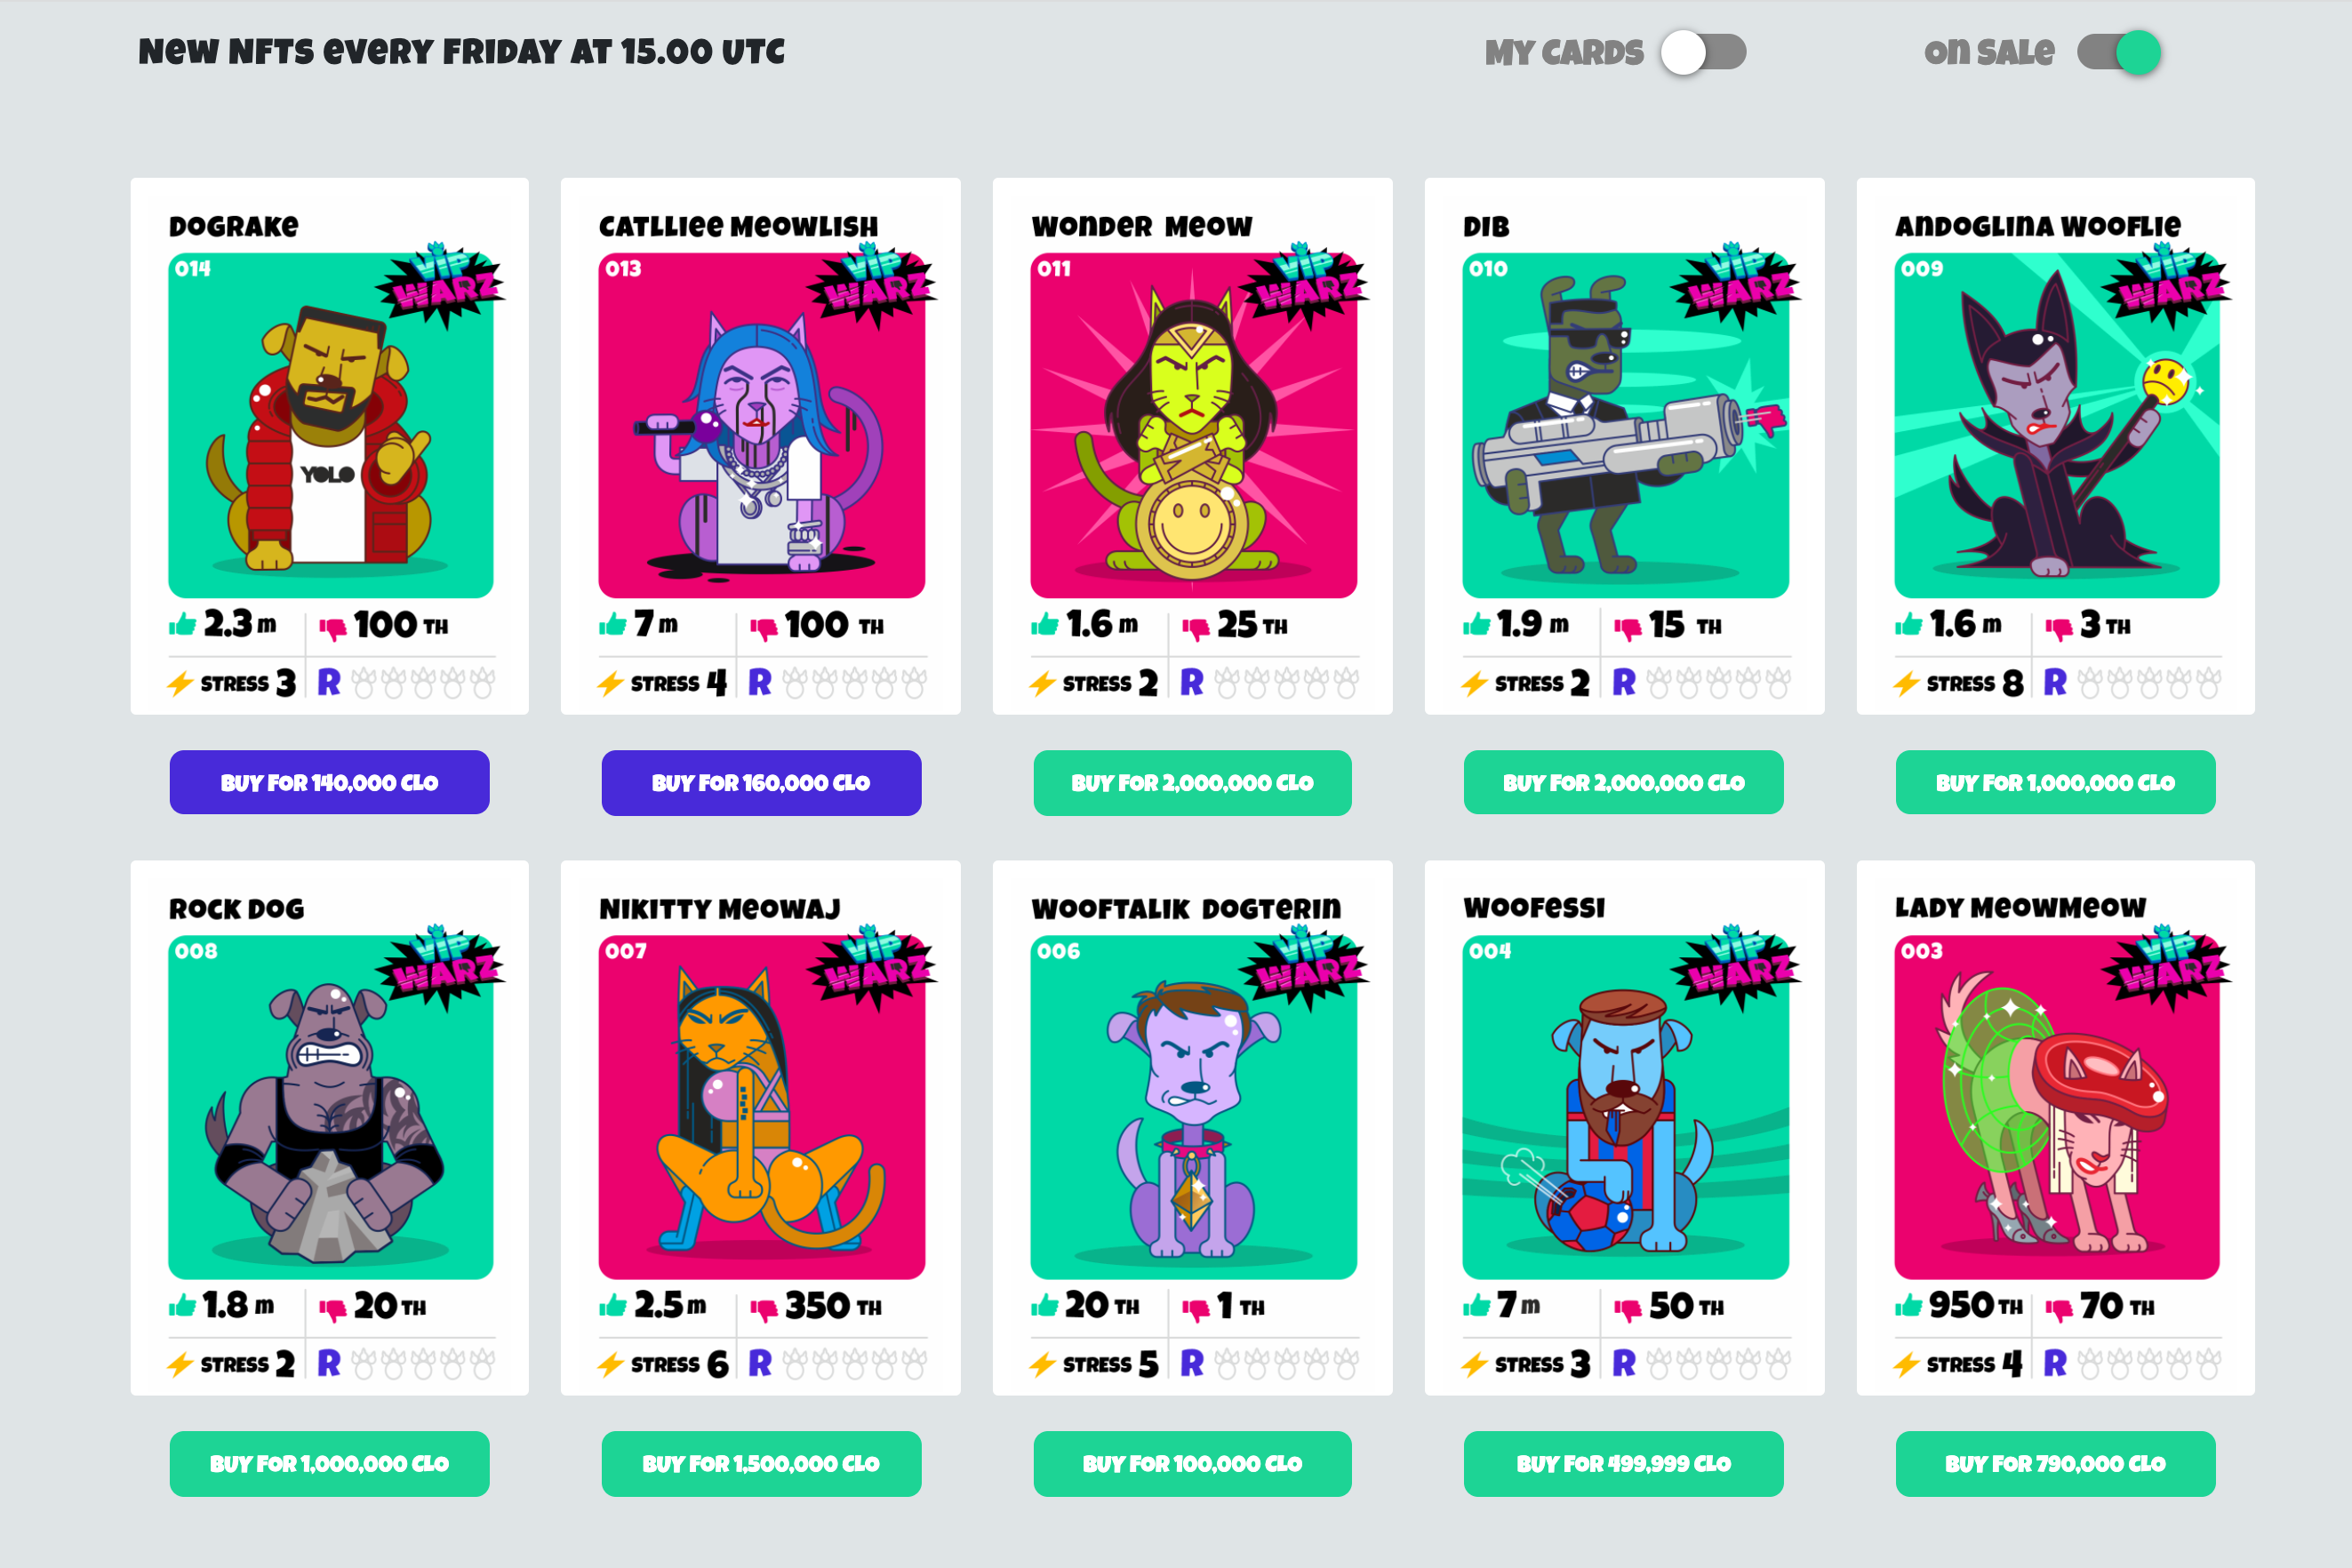 New NFTs every Friday at 15.00 UTC
My Cards
On Sale
Dograke
014
VIP
WARZ
YOLO
2.3 m
100 TH
STRESS 3
R
BUY FOR 140,000 CLO
Catlliee Meowlish
013
VIP
WARZ
7 m
100 TH
STRESS 4
R
BUY FOR 160,000 CLO
Wonder Meow
011
VIP
WARZ
1.6 m
25 TH
STRESS 2
R
BUY FOR 2,000,000 CLO
DIB
010
VIP
WARZ
1.9 m
15 TH
STRESS 2
R
BUY FOR 2,000,000 CLO
Andoglina Wooflie
009
VIP
WARZ
1.6 m
3 TH
STRESS 8
R
BUY FOR 1,000,000 CLO
Rock Dog
008
VIP
WARZ
1.8 m
20 TH
STRESS 2
R
BUY FOR 1,000,000 CLO
Nikitty Meowaj
007
VIP
WARZ
2.5 m
350 TH
STRESS 6
R
BUY FOR 1,500,000 CLO
Wooftalik Dogterin
006
VIP
WARZ
20 TH
1 TH
STRESS 5
R
BUY FOR 100,000 CLO
Woofessi
004
VIP
WARZ
7 m
50 TH
STRESS 3
R
BUY FOR 499,999 CLO
Lady MeowMeow
003
VIP
WARZ
950 TH
70 TH
STRESS 4
R
BUY FOR 790,000 CLO